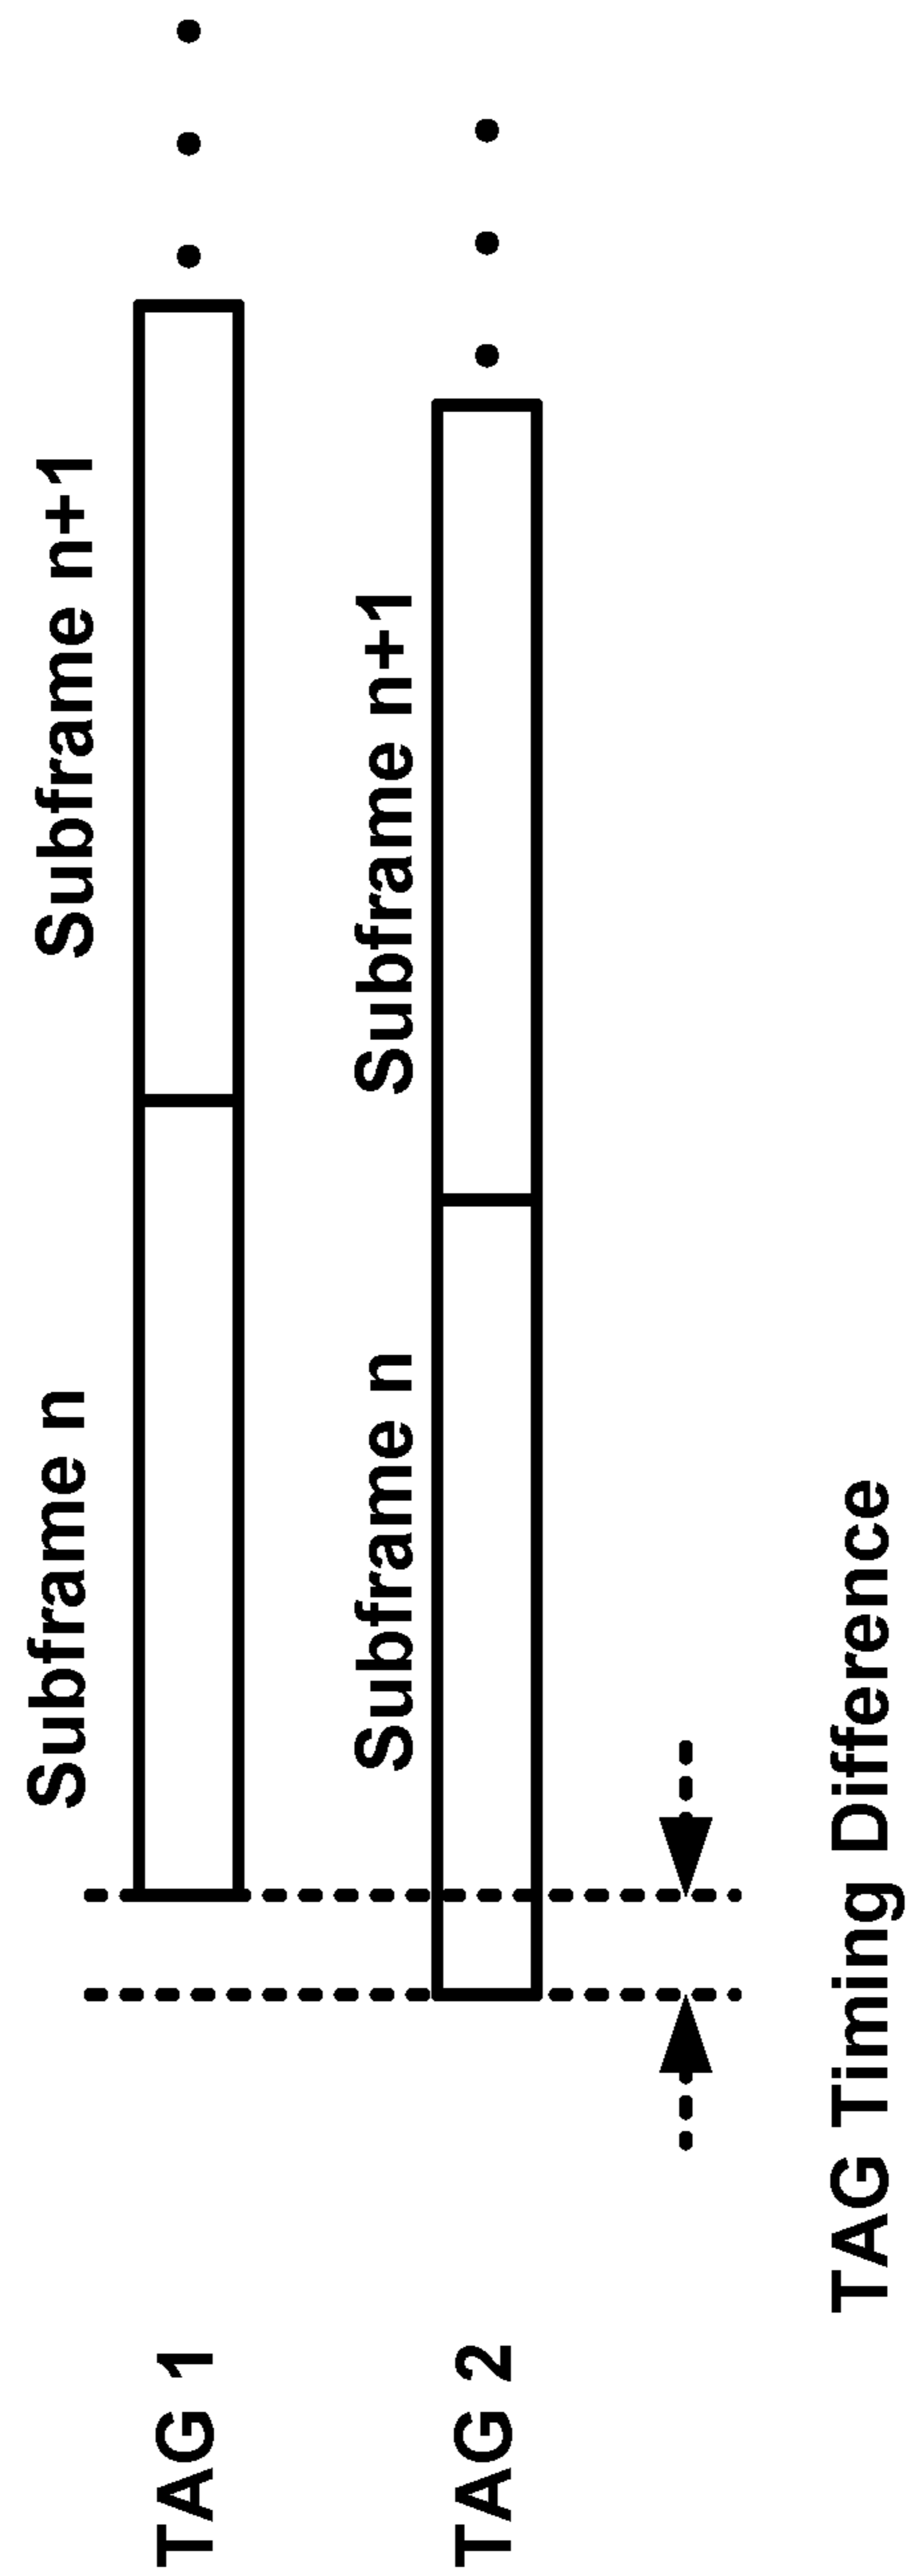 Subframe n
Subframe n+1
TAG 1
Subframe n
Subframe n+1
TAG 2
TAG Timing Difference